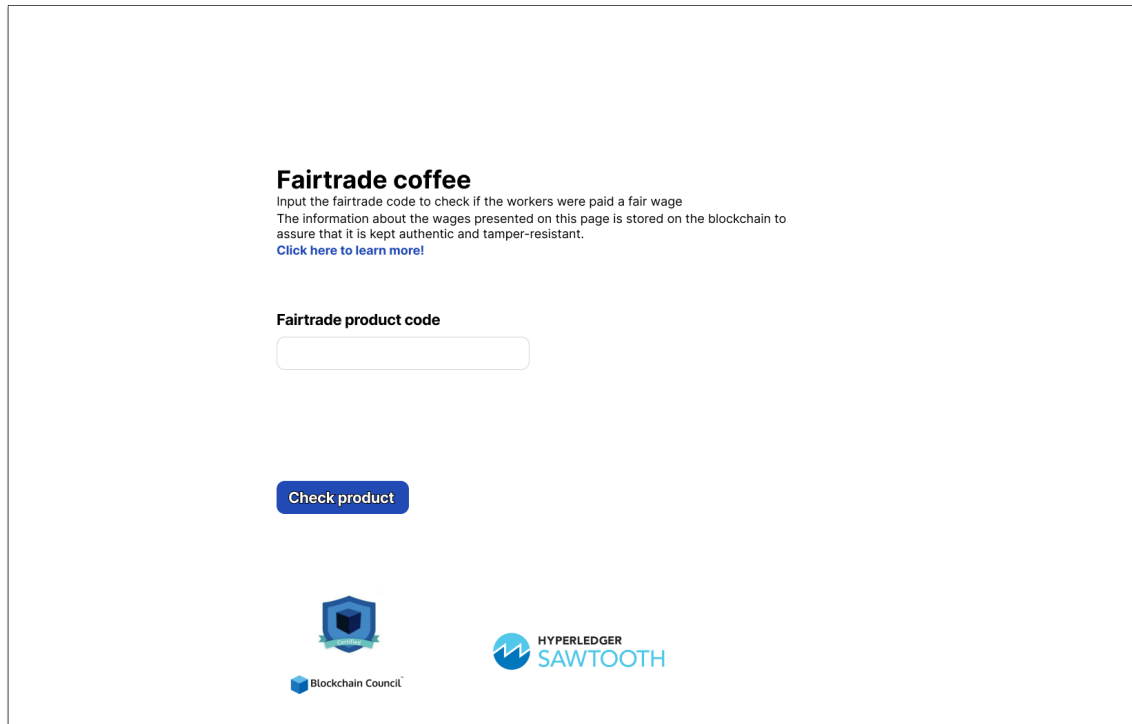 Fairtrade coffee
Input the fairtrade code to check if the workers were paid a fair wage
The information about the wages presented on this page is stored on the blockchain to
assure that it is kept authentic and tamper-resistant.
Click here to learn more!
Fairtrade product code
Check product
Certified
Blockchain Council
HYPERLEDGER
SAWTOOTH